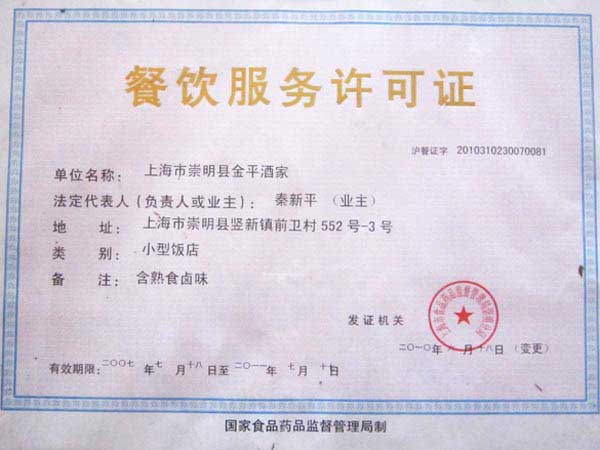 餐饮服务许可证
沪餐证字 2010310230070081
单位名称： 上海市崇明县金平酒家
法定代表人（负责人或业主）： 秦新平 （业主）
地 址： 上海市崇明县竖新镇前卫村 552 号-3 号
类 别： 小型饭店
备 注： 含熟食卤味
发证机关
二〇一〇年 八 月 十八 日 （变更）
有效期限：二〇〇七 年 七 月 十八 日至 二〇一一 年 七 月 十七 日
国家食品药品监督管理局制